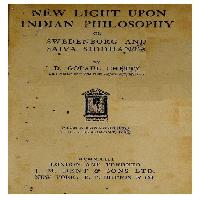 NEW LIGHT UPON
INDIAN PHILOSOPHY
OR
SWEDENBORG AND
SAIVA SIDDHANTA
BY
D. GOPAUL CHETTY
LONDON AND TORONTO
J. M. DENT & SONS LTD.
NEW YORK: E. P. DUTTON & CO.